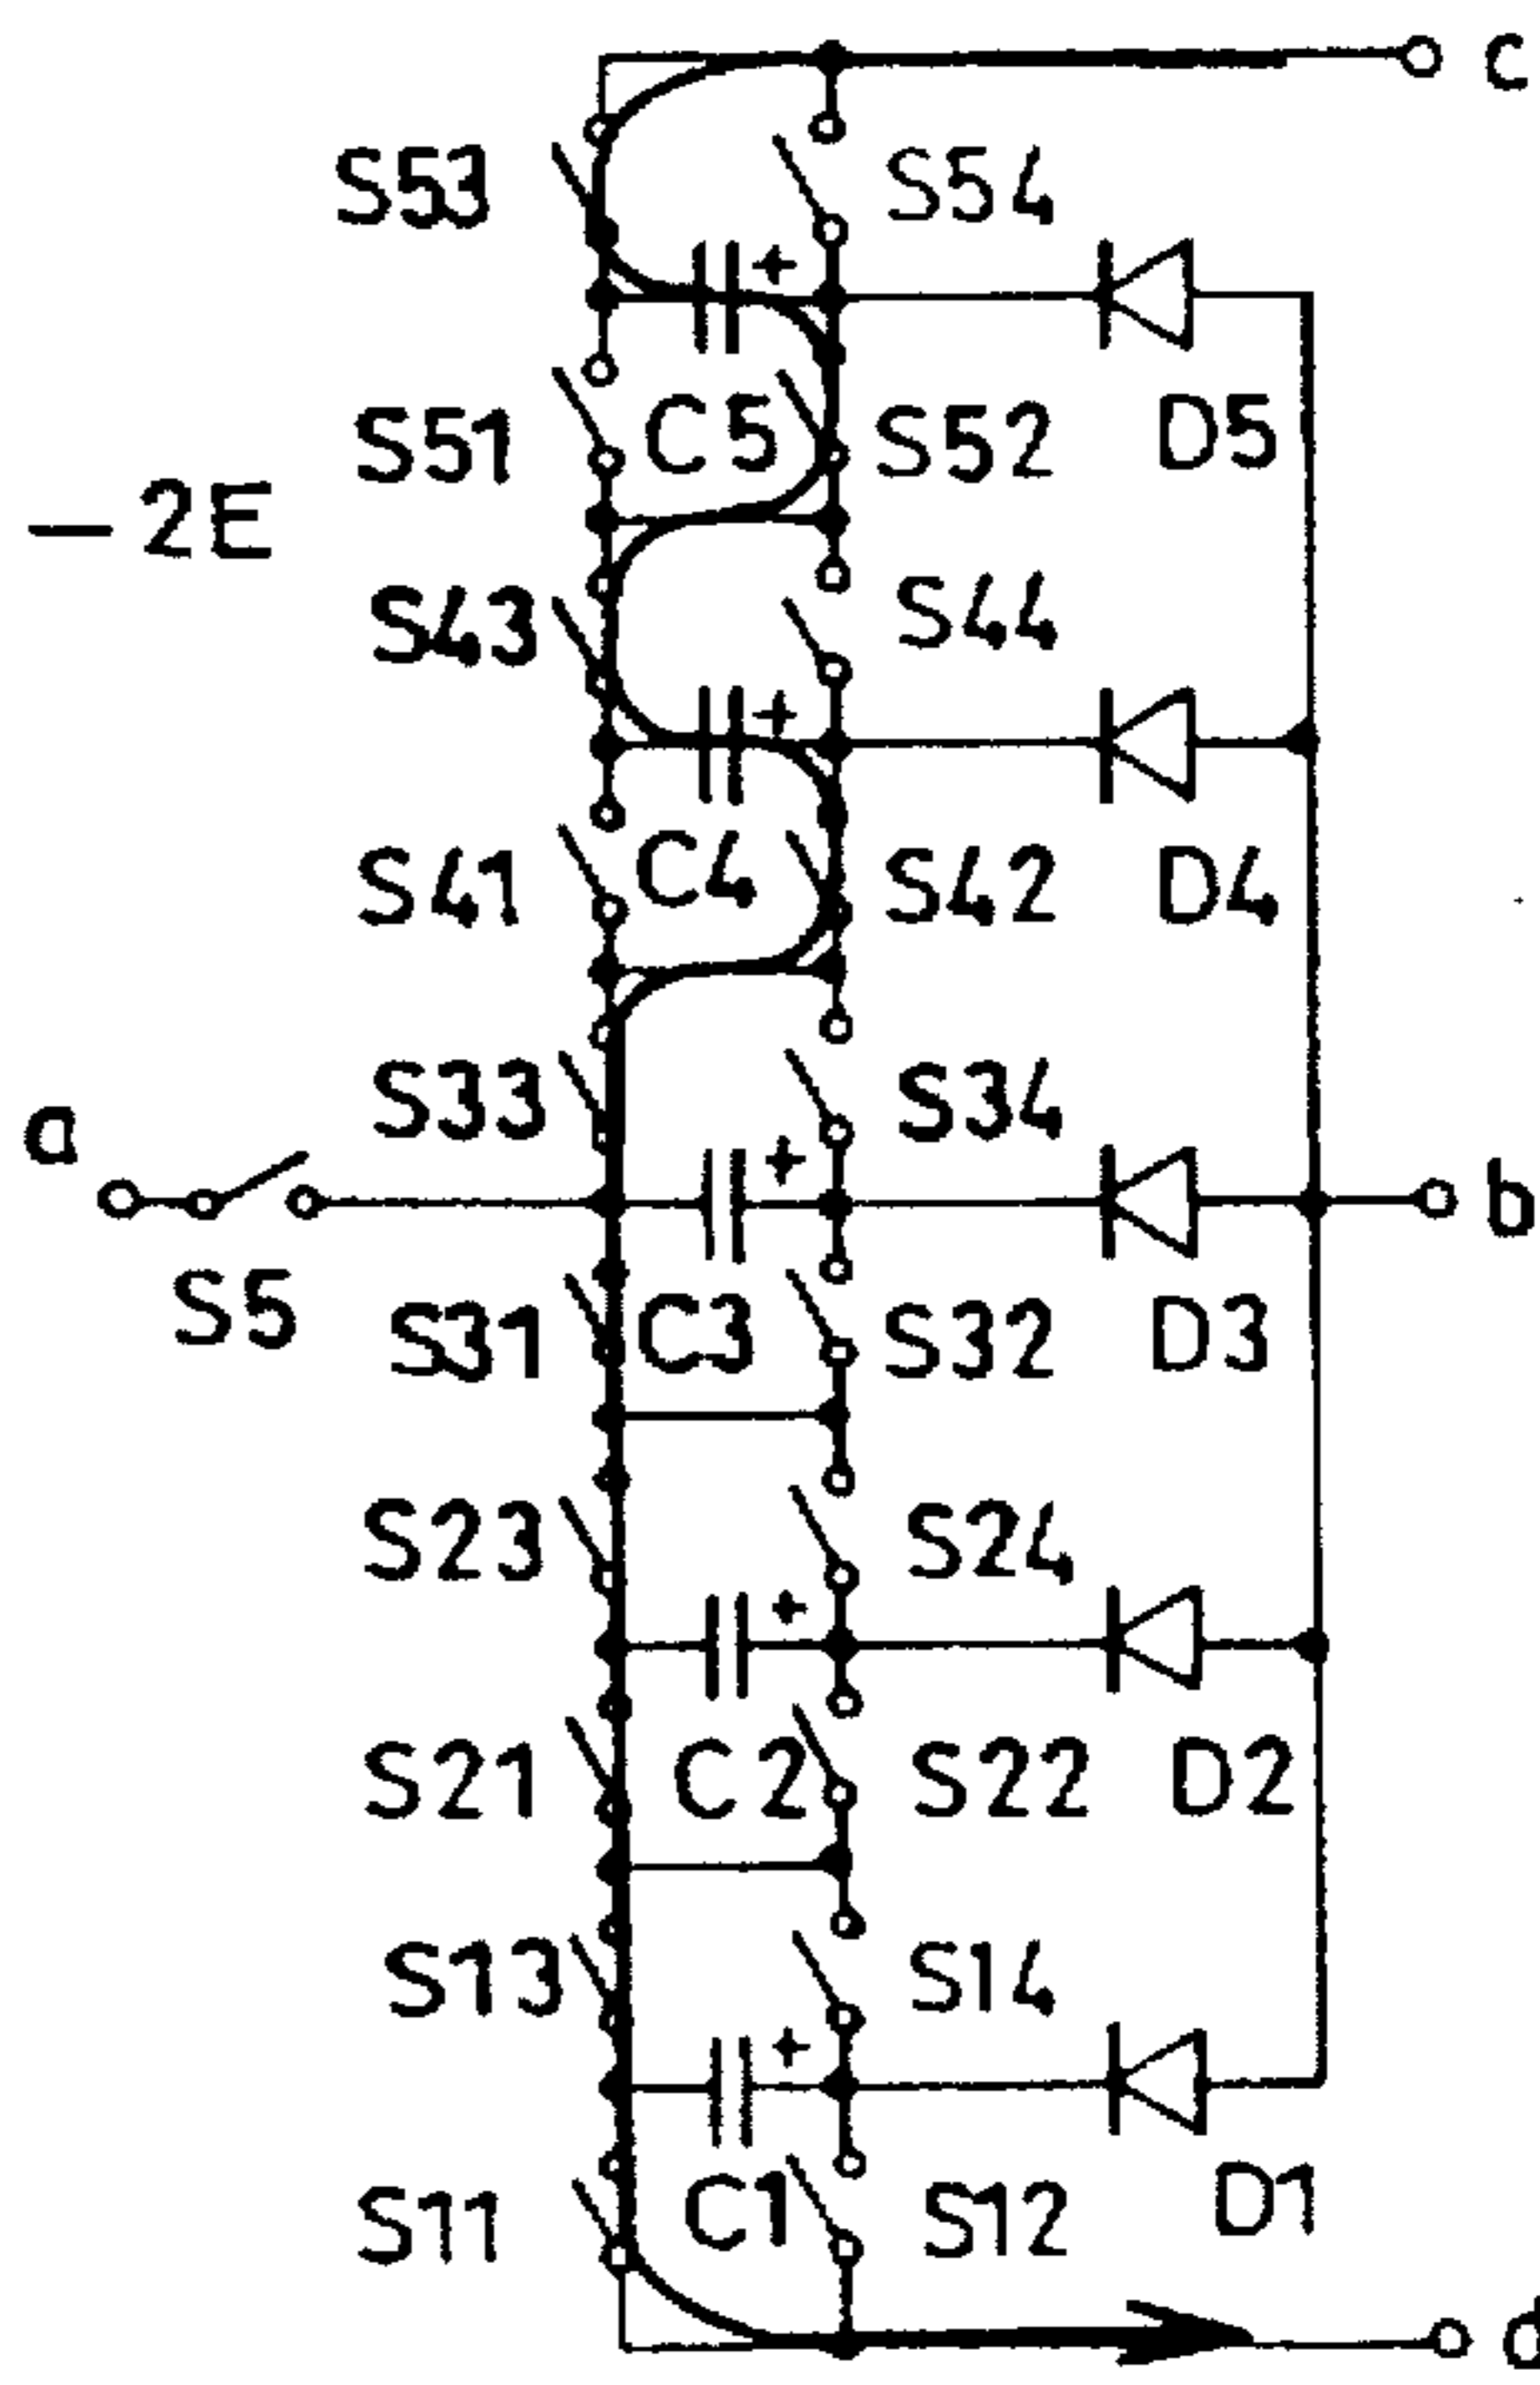 c
S53 S54
+
S51 C5 S52 D5
−2E
S43 S44
+
S41 C4 S42 D4
S33 S34
a
+
b
S5
S31 C3 S32 D3
S23 S24
+
S21 C2 S22 D2
S13 S14
+
S11 C1 S12 D1